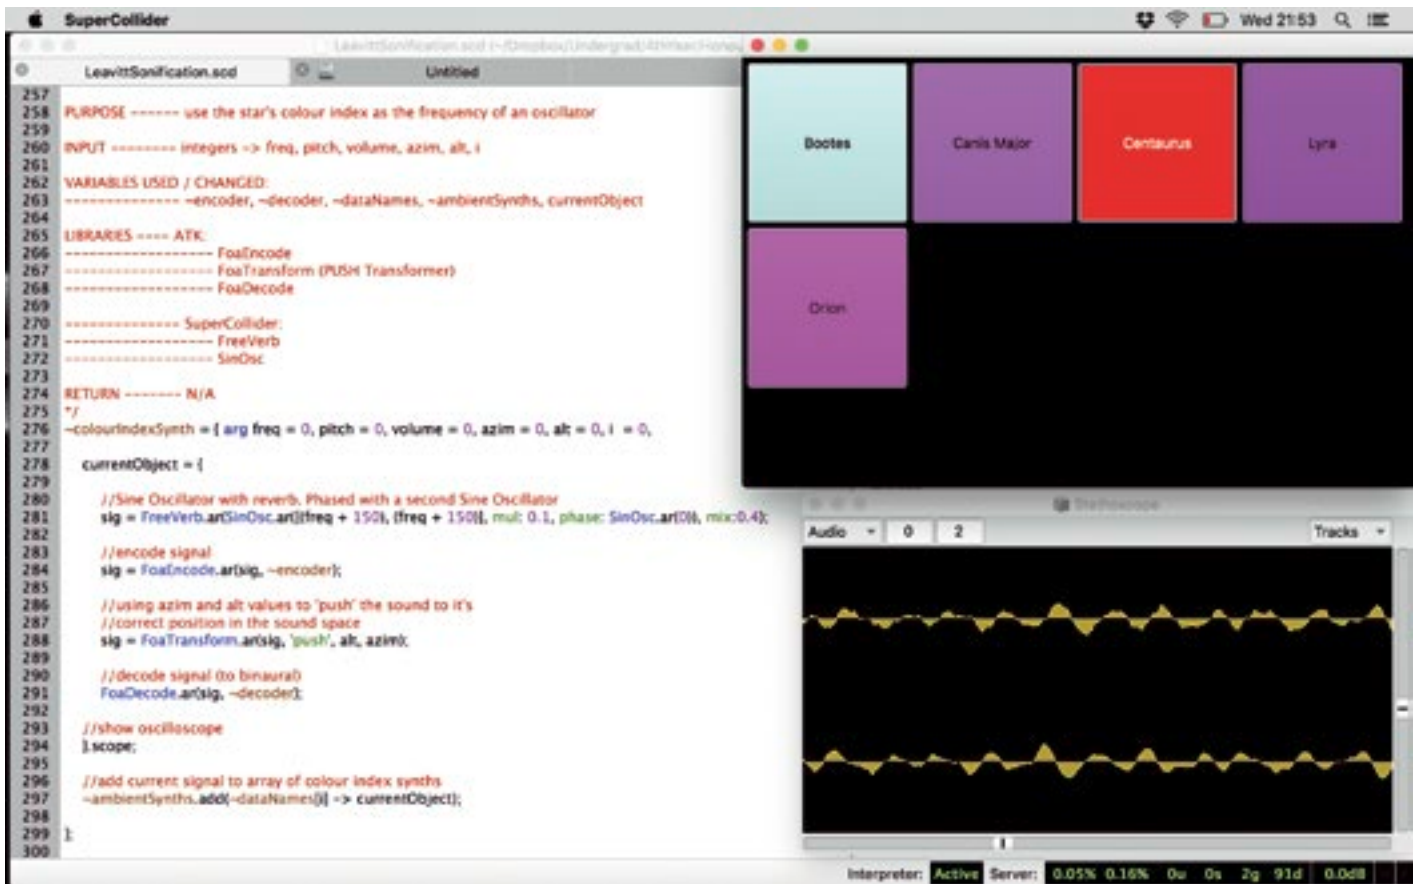 SuperCollider
Wed 21:53
LeavittSonification.scd (~/Dropbox/Undergrad/4thYear/
LeavittSonification.scd
Untitled
257
258 PURPOSE ------ use the star's colour index as the frequency of an oscillator
259
260 INPUT -------- integers -> freq, pitch, volume, azim, alt, i
261
262 VARIABLES USED / CHANGED:
263 --------------- ~encoder, ~decoder, ~dataNames, ~ambientSynths, currentObject
264
265 LIBRARIES ---- ATK:
266 ------------------- FoaEncode
267 ------------------- FoaTransform (PUSH Transformer)
268 ------------------- FoaDecode
269
270 --------------- SuperCollider:
271 ------------------- FreeVerb
272 ------------------- SinOsc
273
274 RETURN ------- N/A
275 */
276 ~colourIndexSynth = { arg freq = 0, pitch = 0, volume = 0, azim = 0, alt = 0, i = 0,
277
278 currentObject = {
279
280 //Sine Oscillator with reverb. Phased with a second Sine Oscillator
281 sig = FreeVerb.ar(SinOsc.ar([(freq + 150), (freq + 150)], mul: 0.1, phase: SinOsc.ar(0)), mix:0.4);
282
283 //encode signal
284 sig = FoaEncode.ar(sig, ~encoder);
285
286 //using azim and alt values to 'push' the sound to it's
287 //correct position in the sound space
288 sig = FoaTransform.ar(sig, 'push', alt, azim);
289
290 //decode signal (to binaural)
291 FoaDecode.ar(sig, ~decoder);
292
293 //show oscilloscope
294 }.scope;
295
296 //add current signal to array of colour index synths
297 ~ambientSynths.add(~dataNames[i] -> currentObject);
298
299 };
300
Bootes
Canis Major
Centaurus
Lyra
Orion
Stethoscope
Audio 0 2 Tracks
Interpreter: Active Server: 0.05% 0.16% 0u 0s 2g 91d 0.0dB